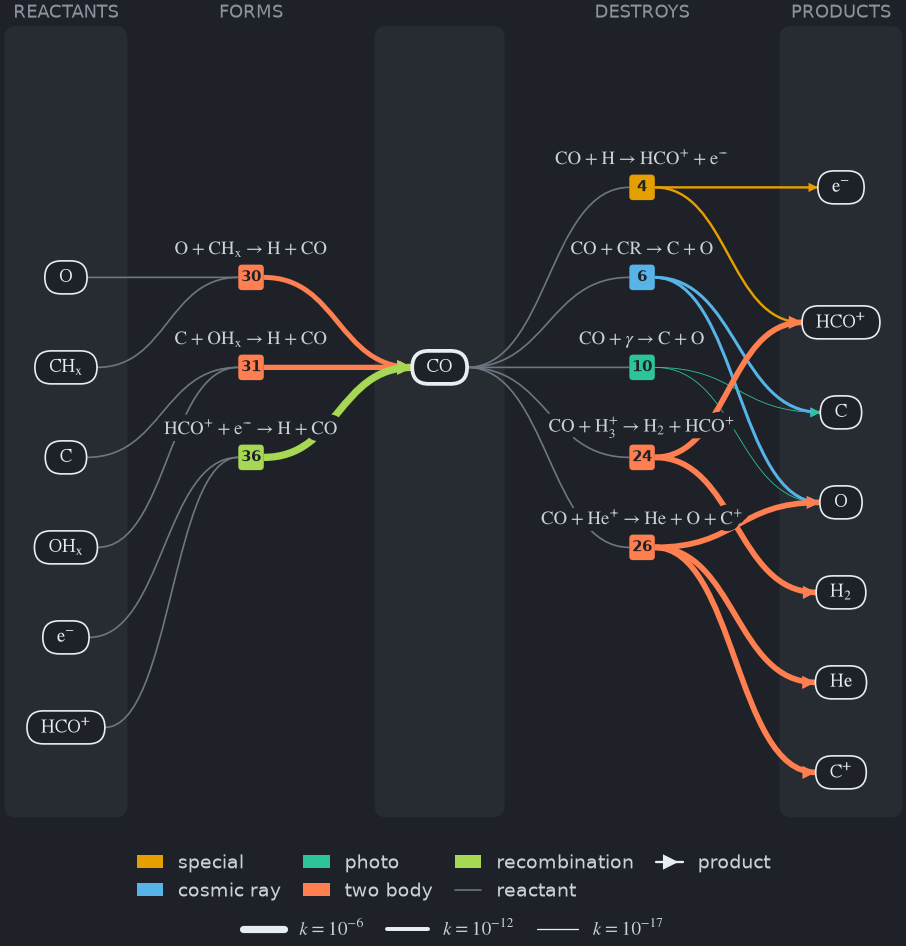 REACTANTS FORMS DESTROYS PRODUCTS
CO + H → HCO⁺ + e⁻
4
e⁻
O + CHₓ → H + CO
CO + CR → C + O
O
30
6
HCO⁺
C + OHₓ → H + CO
CO + γ → C + O
CHₓ
31
CO
10
C
HCO⁺ + e⁻ → H + CO
CO + H₃⁺ → H₂ + HCO⁺
C
36
24
O
CO + He⁺ → He + O + C⁺
OHₓ
26
H₂
e⁻
He
HCO⁺
C⁺
special photo recombination product
cosmic ray two body reactant
k = 10⁻⁶ k = 10⁻¹² k = 10⁻¹⁷